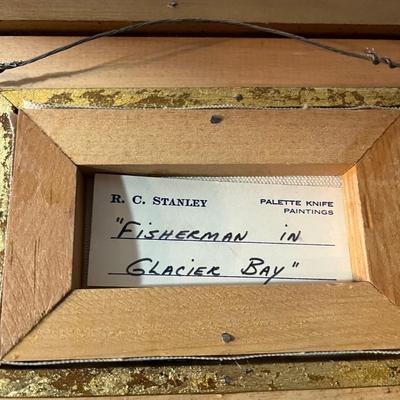 R. C. STANLEY PALETTE KNIFE
PAINTINGS
"FISHERMAN IN
GLACIER BAY"